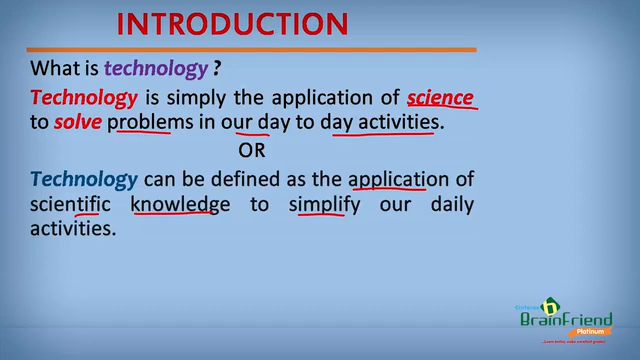 INTRODUCTION
What is technology ?
Technology is simply the application of science
to solve problems in our day to day activities.
OR
Technology can be defined as the application of
scientific knowledge to simplify our daily
activities.
BrainFriend
Platinum